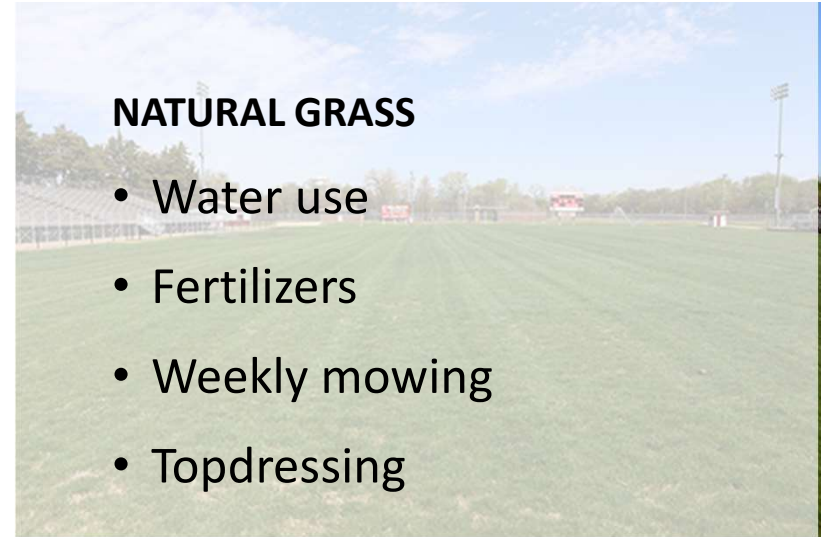 NATURAL GRASS
• Water use
• Fertilizers
• Weekly mowing
• Topdressing